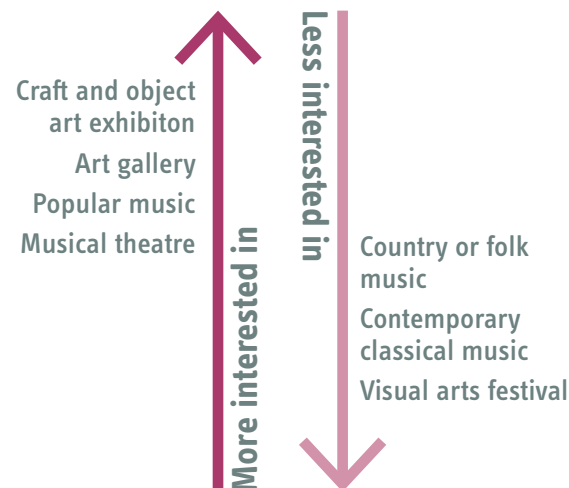 Craft and object
art exhibiton
Art gallery
Popular music
Musical theatre
More interested in
Less interested in
Country or folk
music
Contemporary
classical music
Visual arts festival